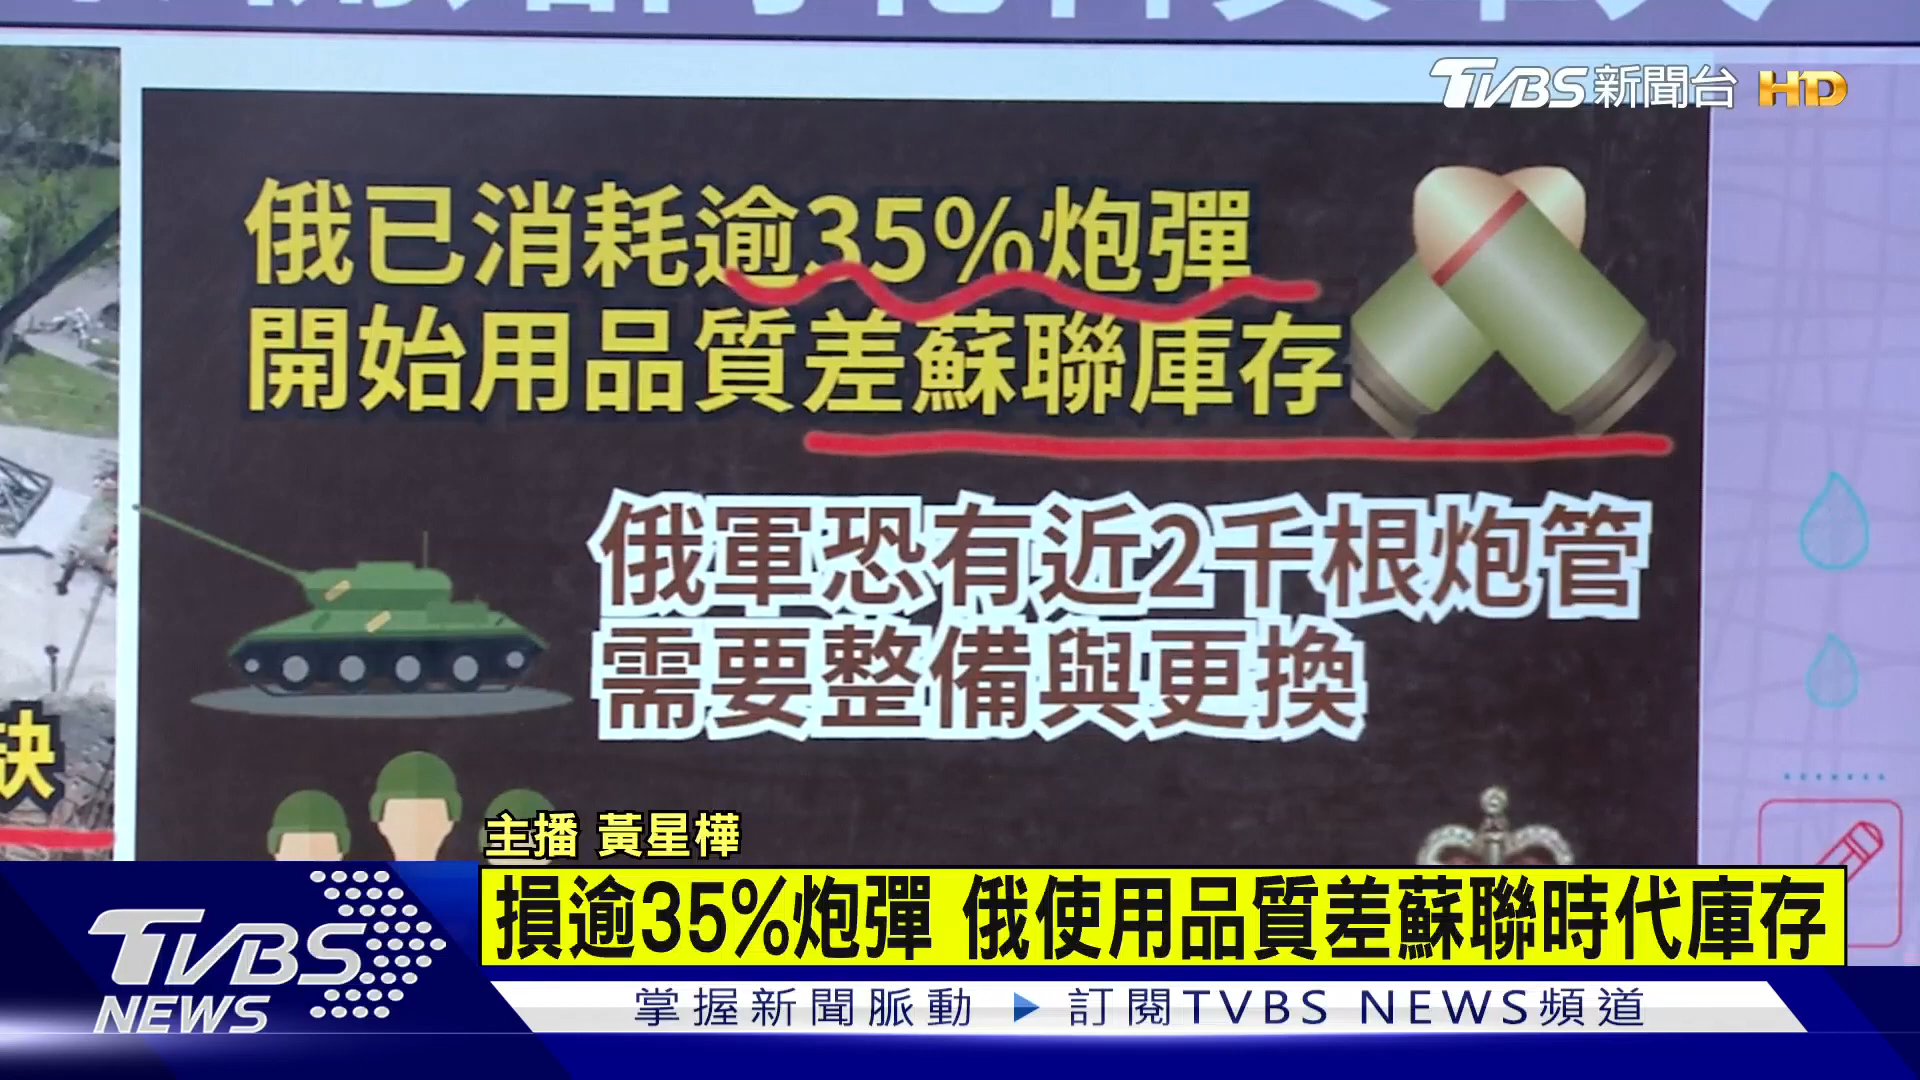 TVBS新聞台 HD
俄已消耗逾35%炮彈
開始用品質差蘇聯庫存
俄軍恐有近2千根炮管
需要整備與更換
缺
主播 黃星樺
損逾35%炮彈 俄使用品質差蘇聯時代庫存
TVBS
NEWS
掌握新聞脈動 ▶ 訂閱TVBS NEWS頻道